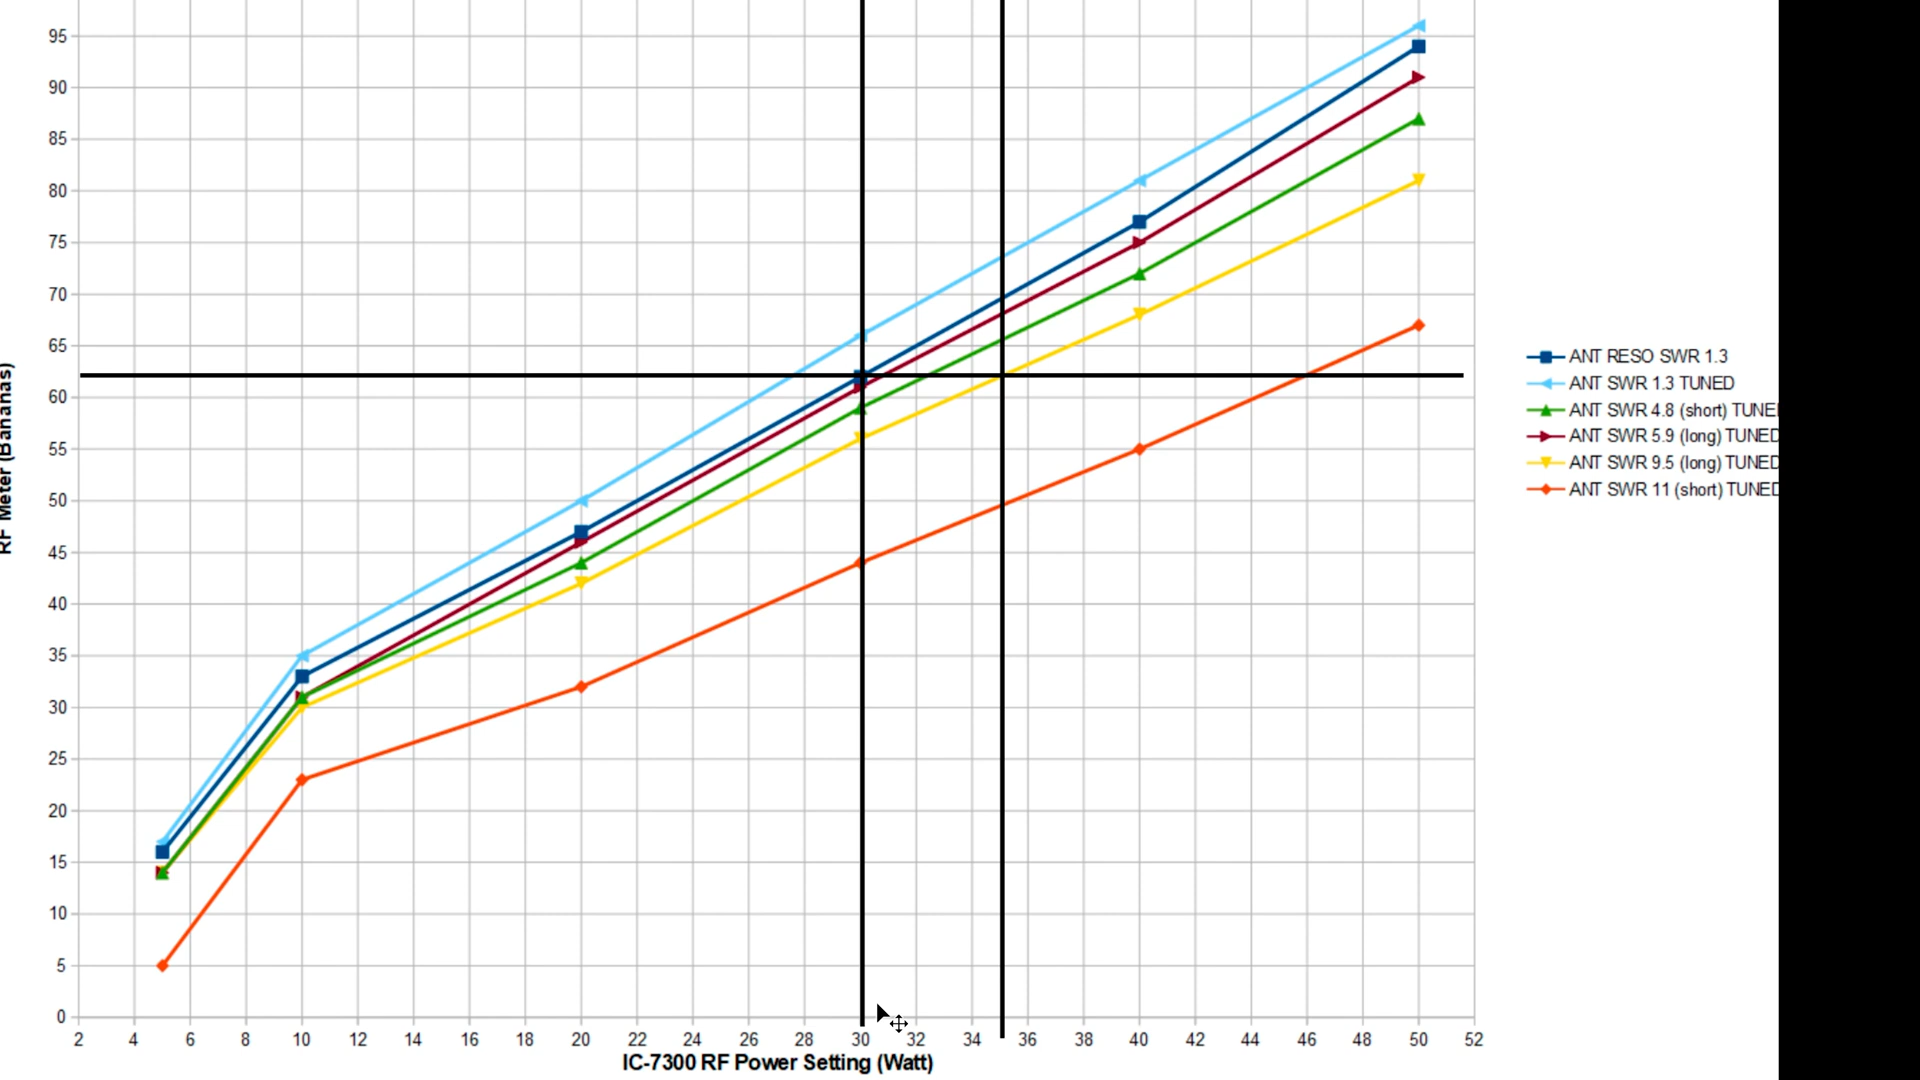 95
90
85
80
75
70
65
60
55
50
45
40
35
30
25
20
15
10
5
0
RF Meter (Bananas)
2 4 6 8 10 12 14 16 18 20 22 24 26 28 30 32 34 36 38 40 42 44 46 48 50 52
IC-7300 RF Power Setting (Watt)
ANT RESO SWR 1.3
ANT SWR 1.3 TUNED
ANT SWR 4.8 (short) TUNE
ANT SWR 5.9 (long) TUNED
ANT SWR 9.5 (long) TUNED
ANT SWR 11 (short) TUNED